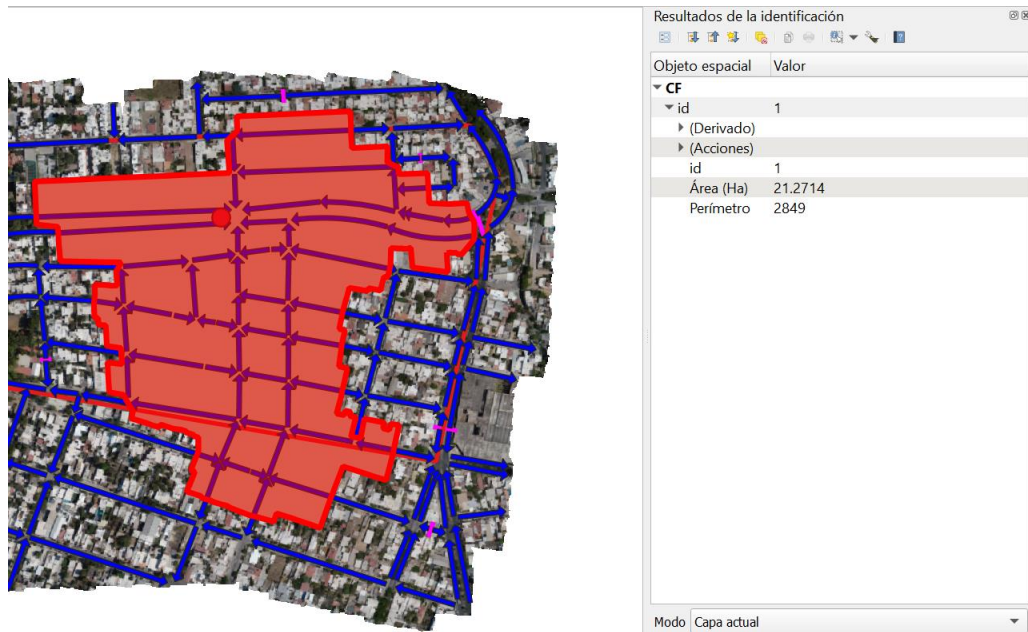 Resultados de la identificación
Objeto espacial Valor
CF
id 1
(Derivado)
(Acciones)
id 1
Área (Ha) 21.2714
Perímetro 2849
Modo Capa actual